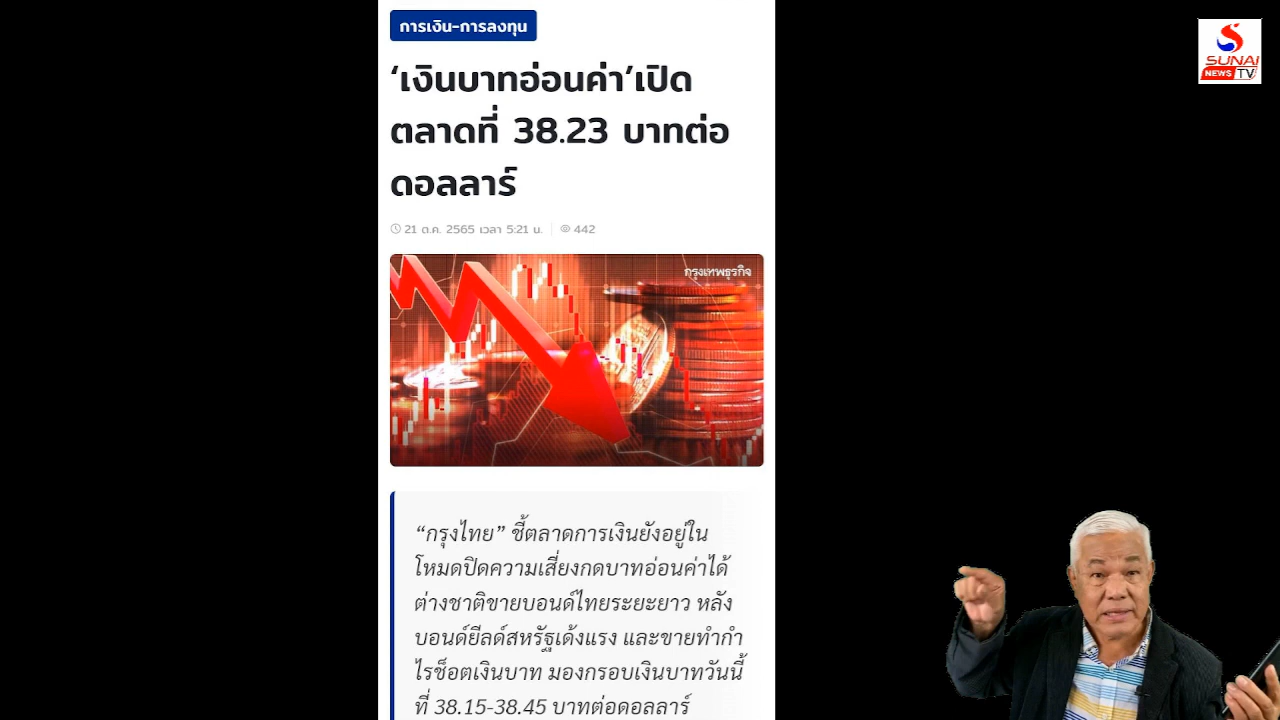 การเงิน-การลงทุน
‘เงินบาทอ่อนค่า’เปิด
ตลาดที่ 38.23 บาทต่อ
ดอลลาร์
21 ต.ค. 2565 เวลา 5:21 น. 442
กรุงเทพธุรกิจ
“กรุงไทย” ชี้ตลาดการเงินยังอยู่ใน
โหมดปิดความเสี่ยงกดบาทอ่อนค่าได้
ต่างชาติขายบอนด์ไทยระยะยาว หลัง
บอนด์ยีลด์สหรัฐเด้งแรง และขายทำกำ
ไรช็อตเงินบาท มองกรอบเงินบาทวันนี้
ที่ 38.15-38.45 บาทต่อดอลลาร์
SUNAI
NEWS TV